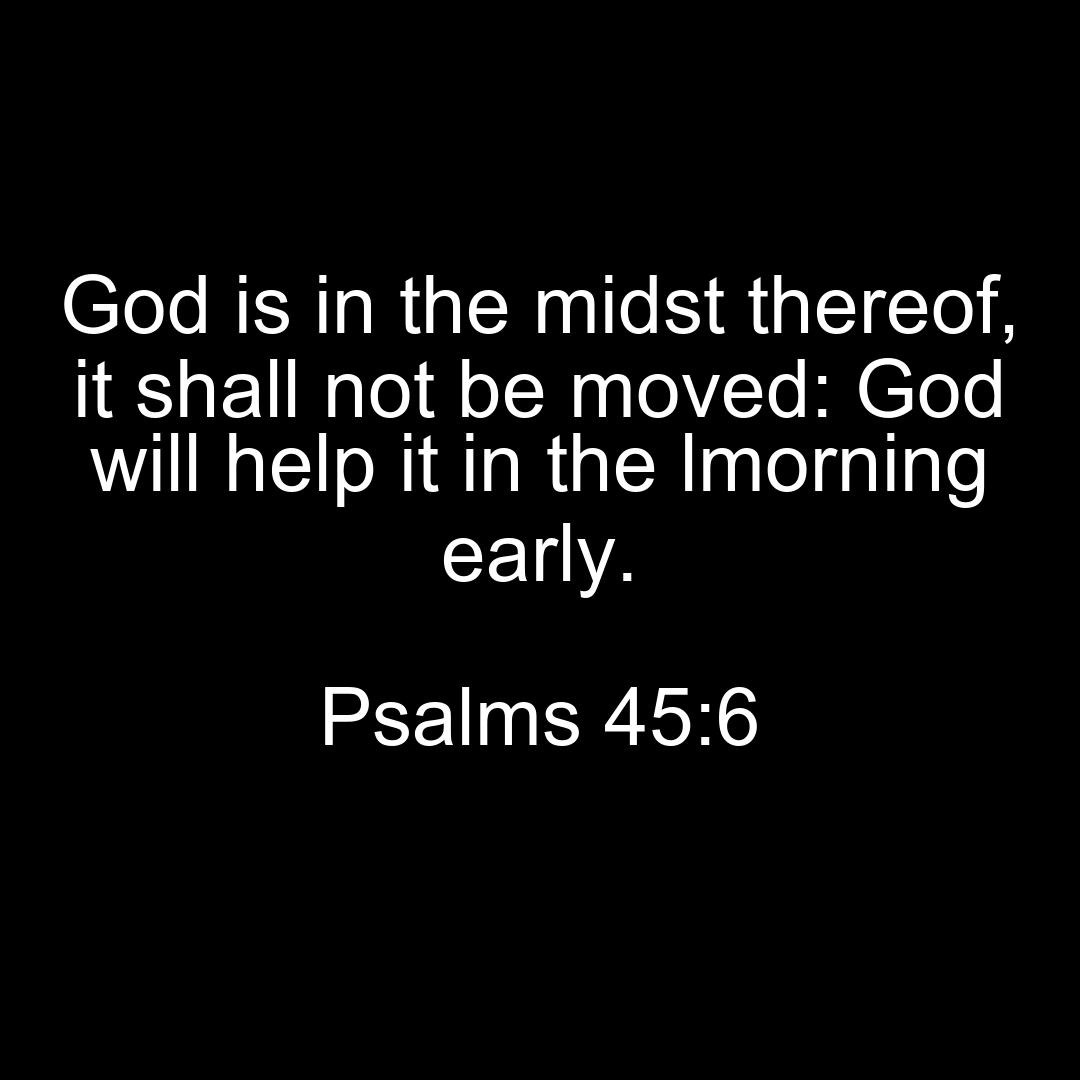 God is in the midst thereof,
it shall not be moved: God
will help it in the lmorning
early.
Psalms 45:6